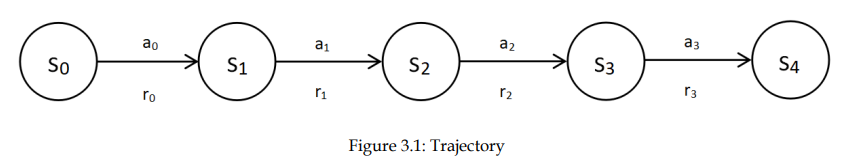 a₀ a₁ a₂ a₃
S₀ S₁ S₂ S₃ S₄
r₀ r₁ r₂ r₃
Figure 3.1: Trajectory